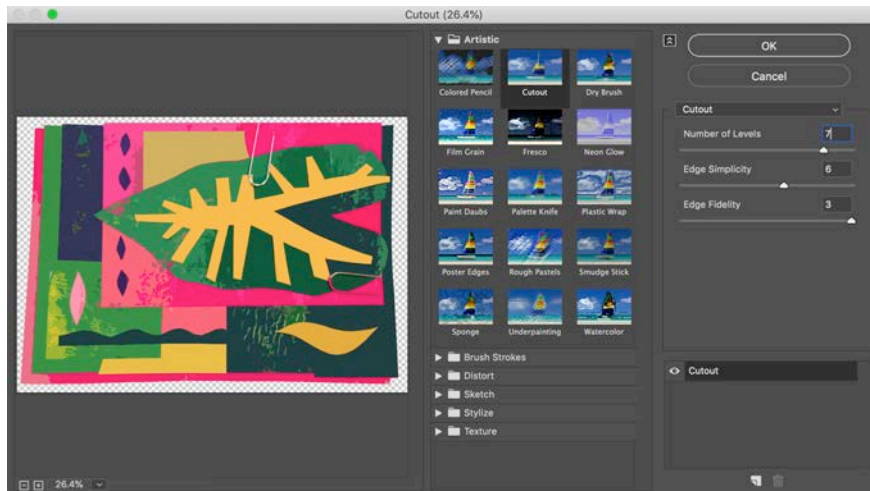 Cutout (26.4%)
Artistic
Colored Pencil
Cutout
Dry Brush
Film Grain
Fresco
Neon Glow
Paint Daubs
Palette Knife
Plastic Wrap
Poster Edges
Rough Pastels
Smudge Stick
Sponge
Underpainting
Watercolor
Brush Strokes
Distort
Sketch
Stylize
Texture
OK
Cancel
Cutout
Number of Levels 7
Edge Simplicity 6
Edge Fidelity 3
Cutout
26.4%